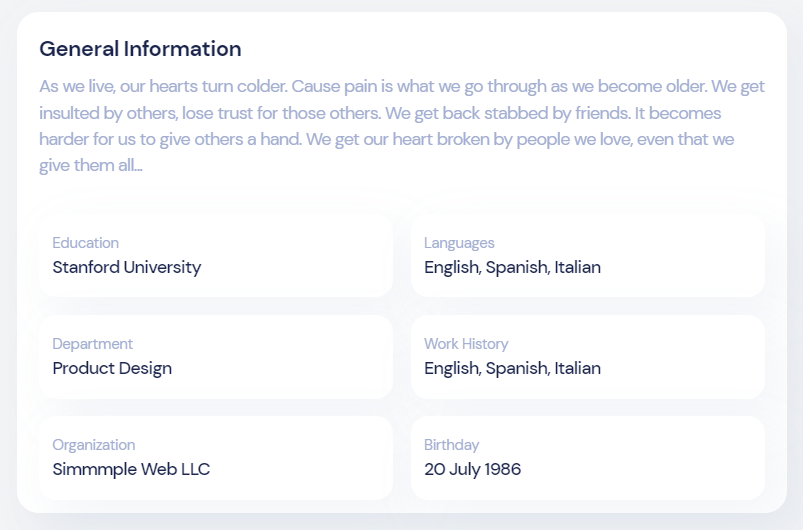 General Information
As we live, our hearts turn colder. Cause pain is what we go through as we become older. We get
insulted by others, lose trust for those others. We get back stabbed by friends. It becomes
harder for us to give others a hand. We get our heart broken by people we love, even that we
give them all...
Education
Stanford University
Languages
English, Spanish, Italian
Department
Product Design
Work History
English, Spanish, Italian
Organization
Simmmple Web LLC
Birthday
20 July 1986